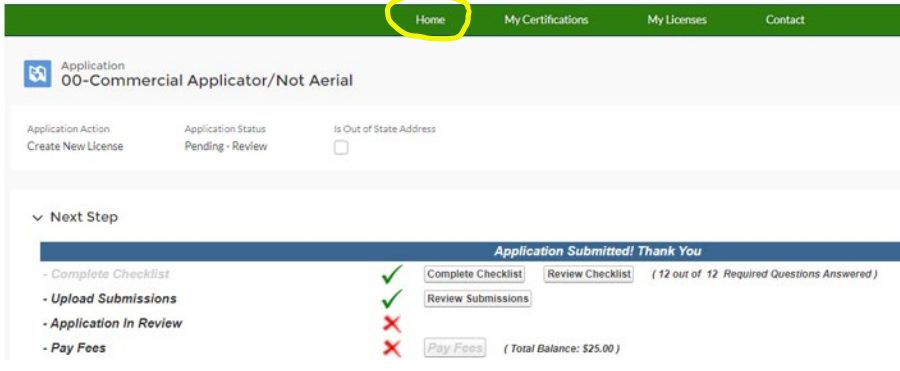 Home My Certifications My Licenses Contact
Application
00-Commercial Applicator/Not Aerial
Application Action Application Status Is Out of State Address
Create New License Pending - Review
Next Step
Application Submitted! Thank You
- Complete Checklist Complete Checklist Review Checklist ( 12 out of 12 Required Questions Answered )
- Upload Submissions Review Submissions
- Application In Review
- Pay Fees Pay Fees ( Total Balance: $25.00 )